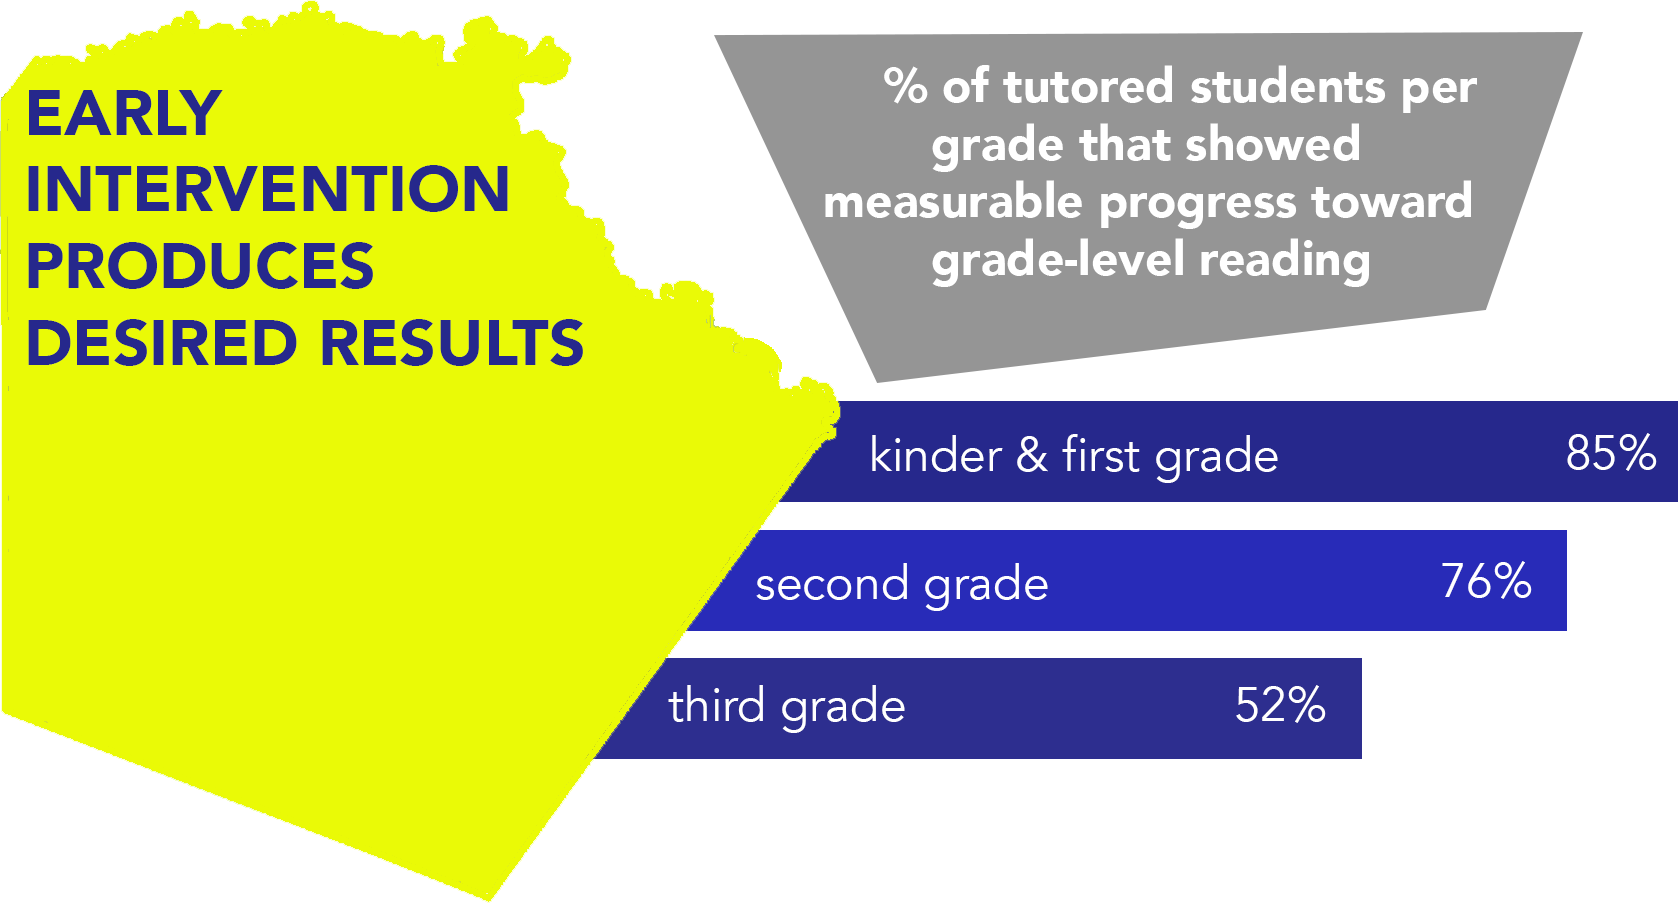 EARLY
INTERVENTION
PRODUCES
DESIRED RESULTS
% of tutored students per
grade that showed
measurable progress toward
grade-level reading
kinder & first grade 85%
second grade 76%
third grade 52%